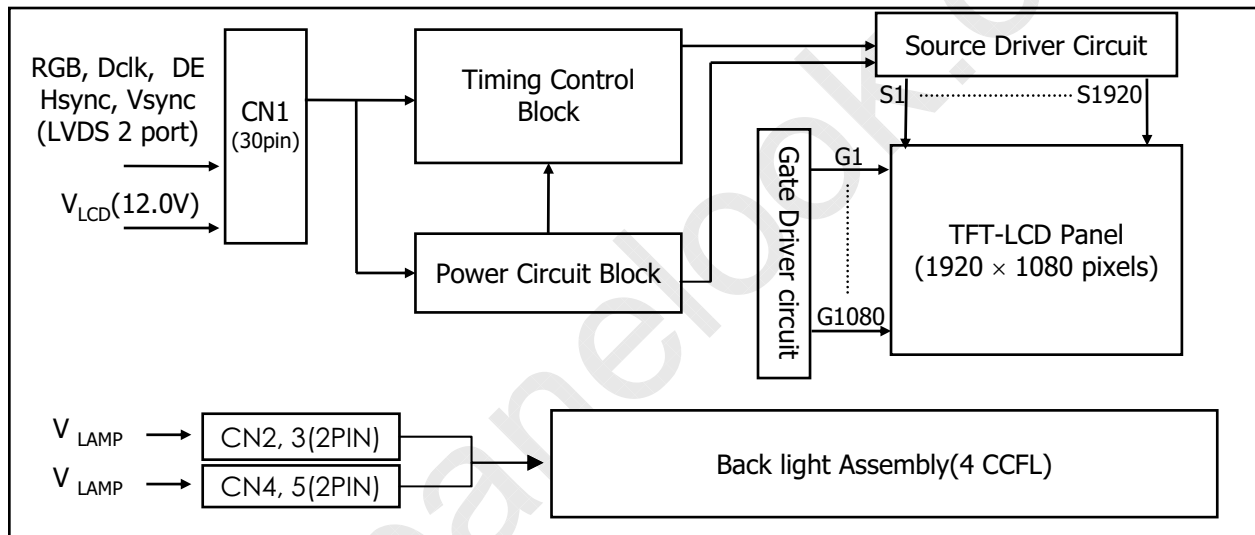 RGB, Dclk, DE
Hsync, Vsync
(LVDS 2 port)
V LCD(12.0V)
CN1
(30pin)
Timing Control
Block
Power Circuit Block
Source Driver Circuit
S1
S1920
Gate Driver circuit
G1
G1080
TFT-LCD Panel
(1920 × 1080 pixels)
V LAMP
CN2, 3(2PIN)
V LAMP
CN4, 5(2PIN)
Back light Assembly(4 CCFL)